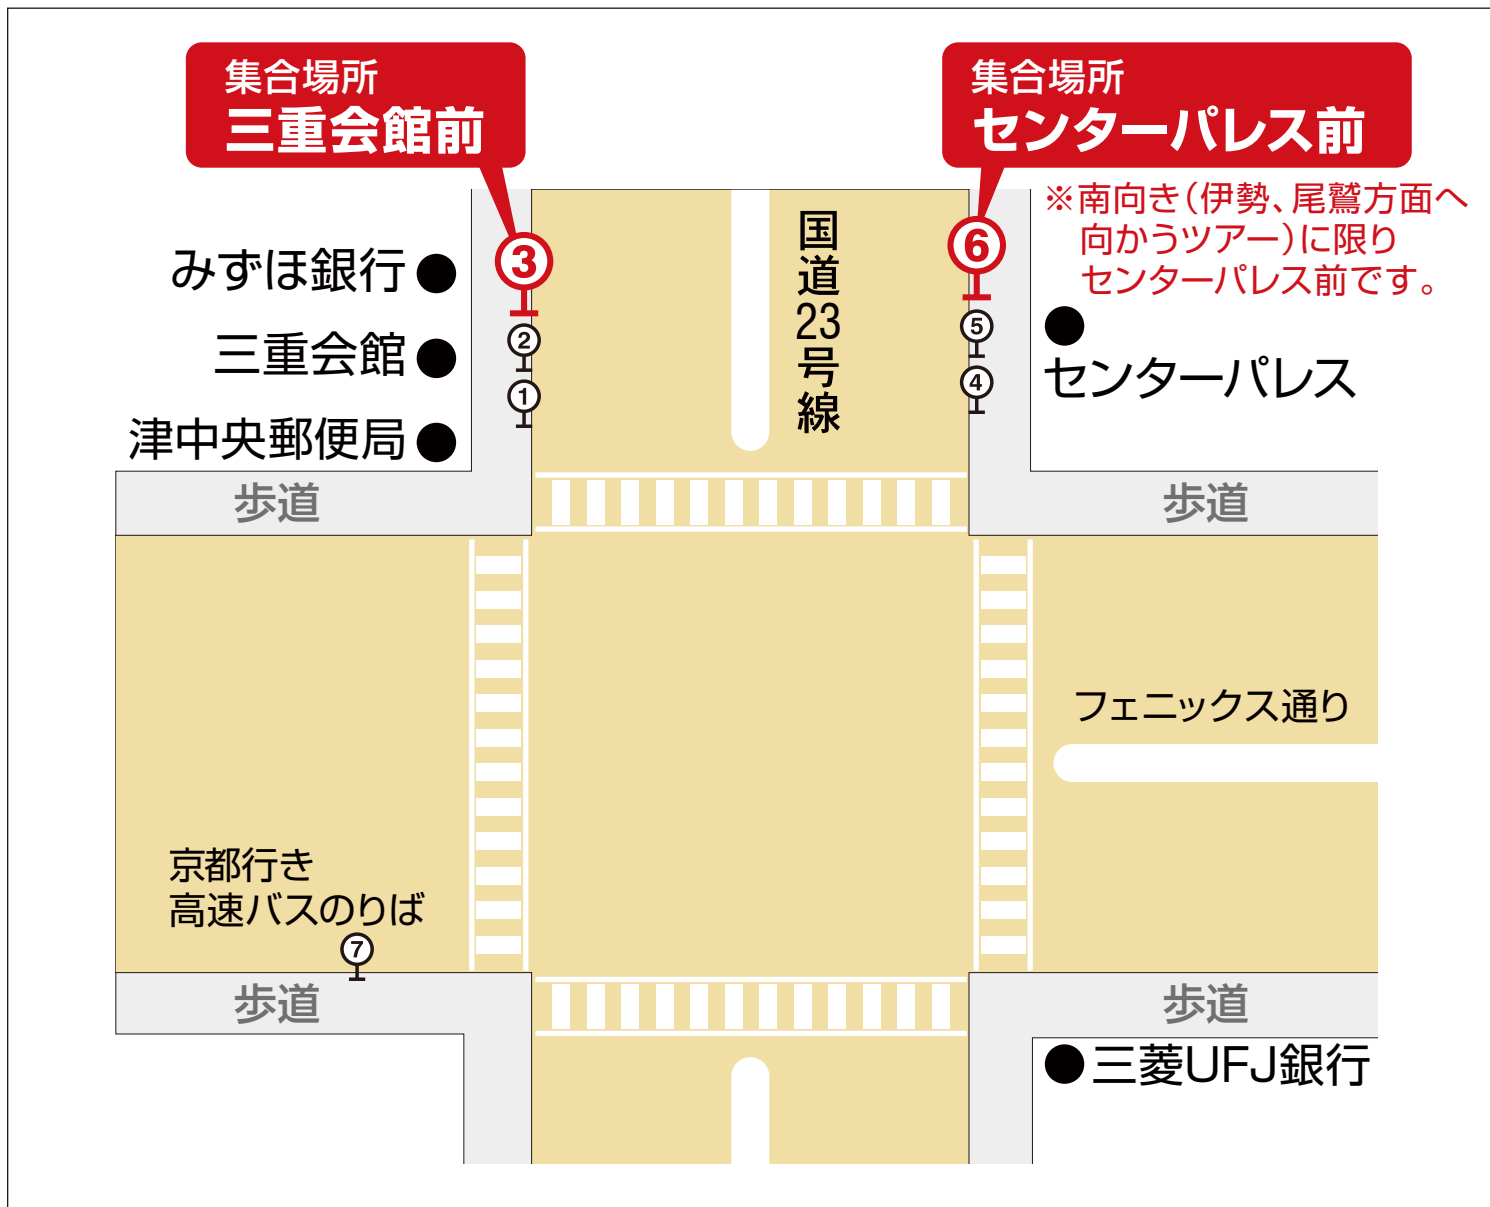 集合場所
三重会館前
集合場所
センターパレス前
※南向き(伊勢、尾鷲方面へ
向かうツアー)に限り
センターパレス前です。
国道23号線
みずほ銀行
三重会館
津中央郵便局
3
2
1
6
5
4
センターパレス
歩道
歩道
フェニックス通り
京都行き
高速バスのりば
7
歩道
歩道
三菱UFJ銀行